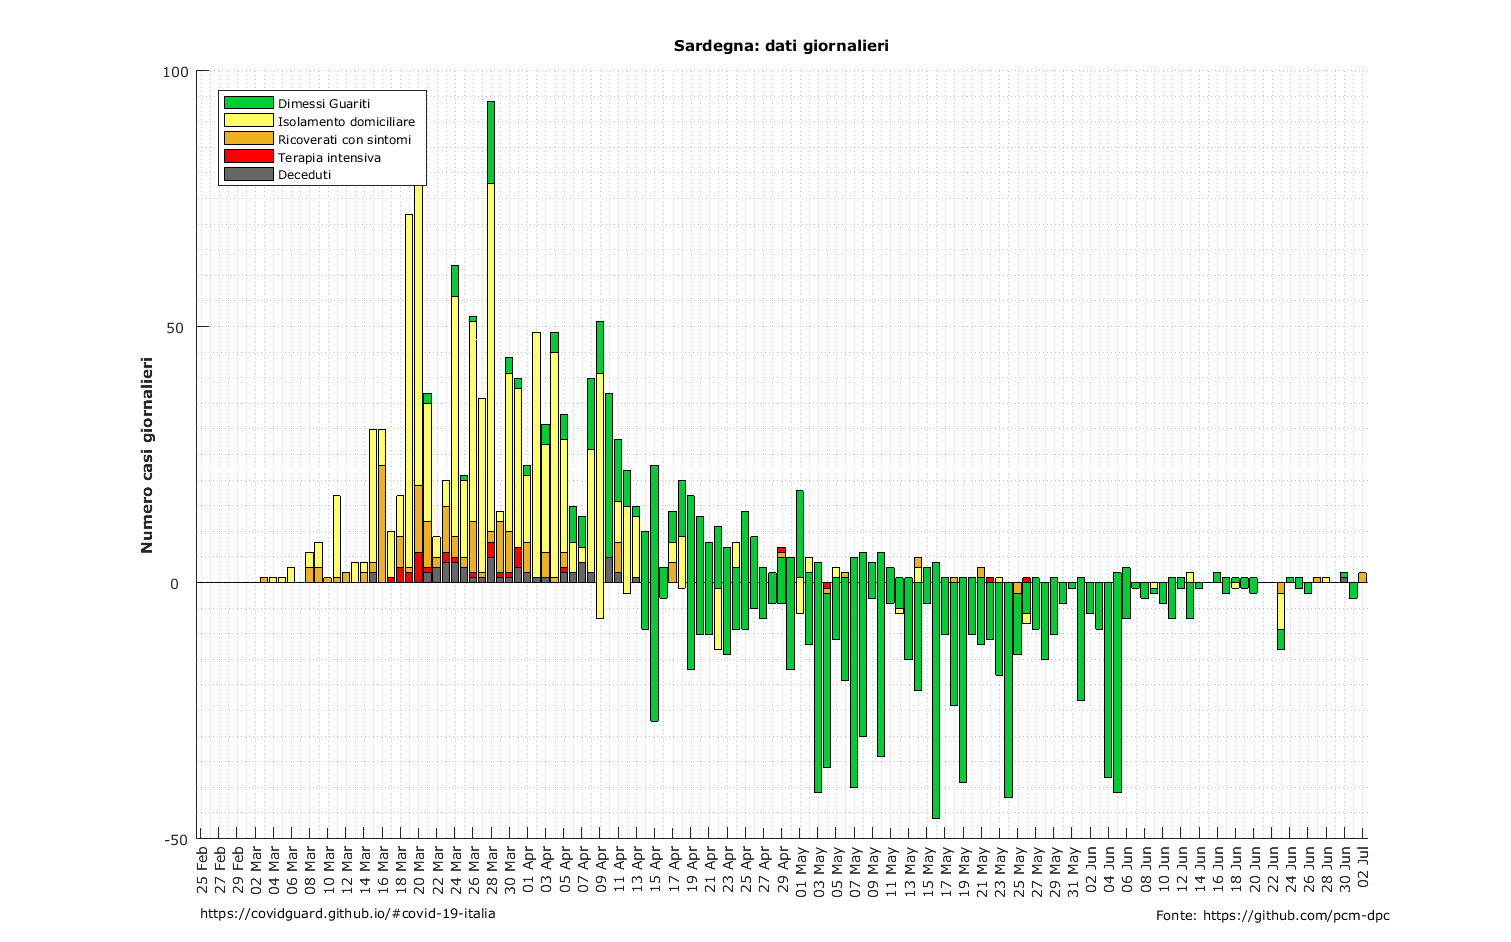 Sardegna: dati giornalieri
100
Dimessi Guariti
Isolamento domiciliare
Ricoverati con sintomi
Terapia intensiva
Deceduti
50
Numero casi giornalieri
0
-50
25 Feb
27 Feb
29 Feb
02 Mar
04 Mar
06 Mar
08 Mar
10 Mar
12 Mar
14 Mar
16 Mar
18 Mar
20 Mar
22 Mar
24 Mar
26 Mar
28 Mar
30 Mar
01 Apr
03 Apr
05 Apr
07 Apr
09 Apr
11 Apr
13 Apr
15 Apr
17 Apr
19 Apr
21 Apr
23 Apr
25 Apr
27 Apr
29 Apr
01 May
03 May
05 May
07 May
09 May
11 May
13 May
15 May
17 May
19 May
21 May
23 May
25 May
27 May
29 May
31 May
02 Jun
04 Jun
06 Jun
08 Jun
10 Jun
12 Jun
14 Jun
16 Jun
18 Jun
20 Jun
22 Jun
24 Jun
26 Jun
28 Jun
30 Jun
02 Jul
https://covidguard.github.io/#covid-19-italia
Fonte: https://github.com/pcm-dpc